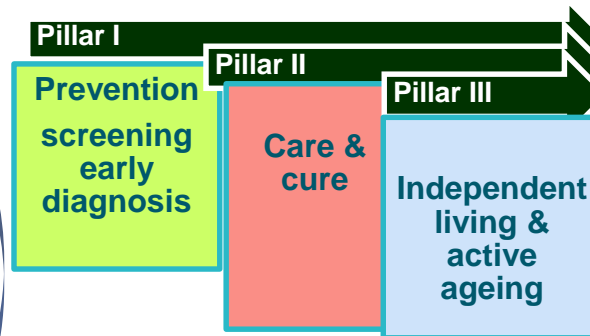 Pillar I
Prevention
screening
early
diagnosis
Pillar II
Care &
cure
Pillar III
Independent
living &
active
ageing